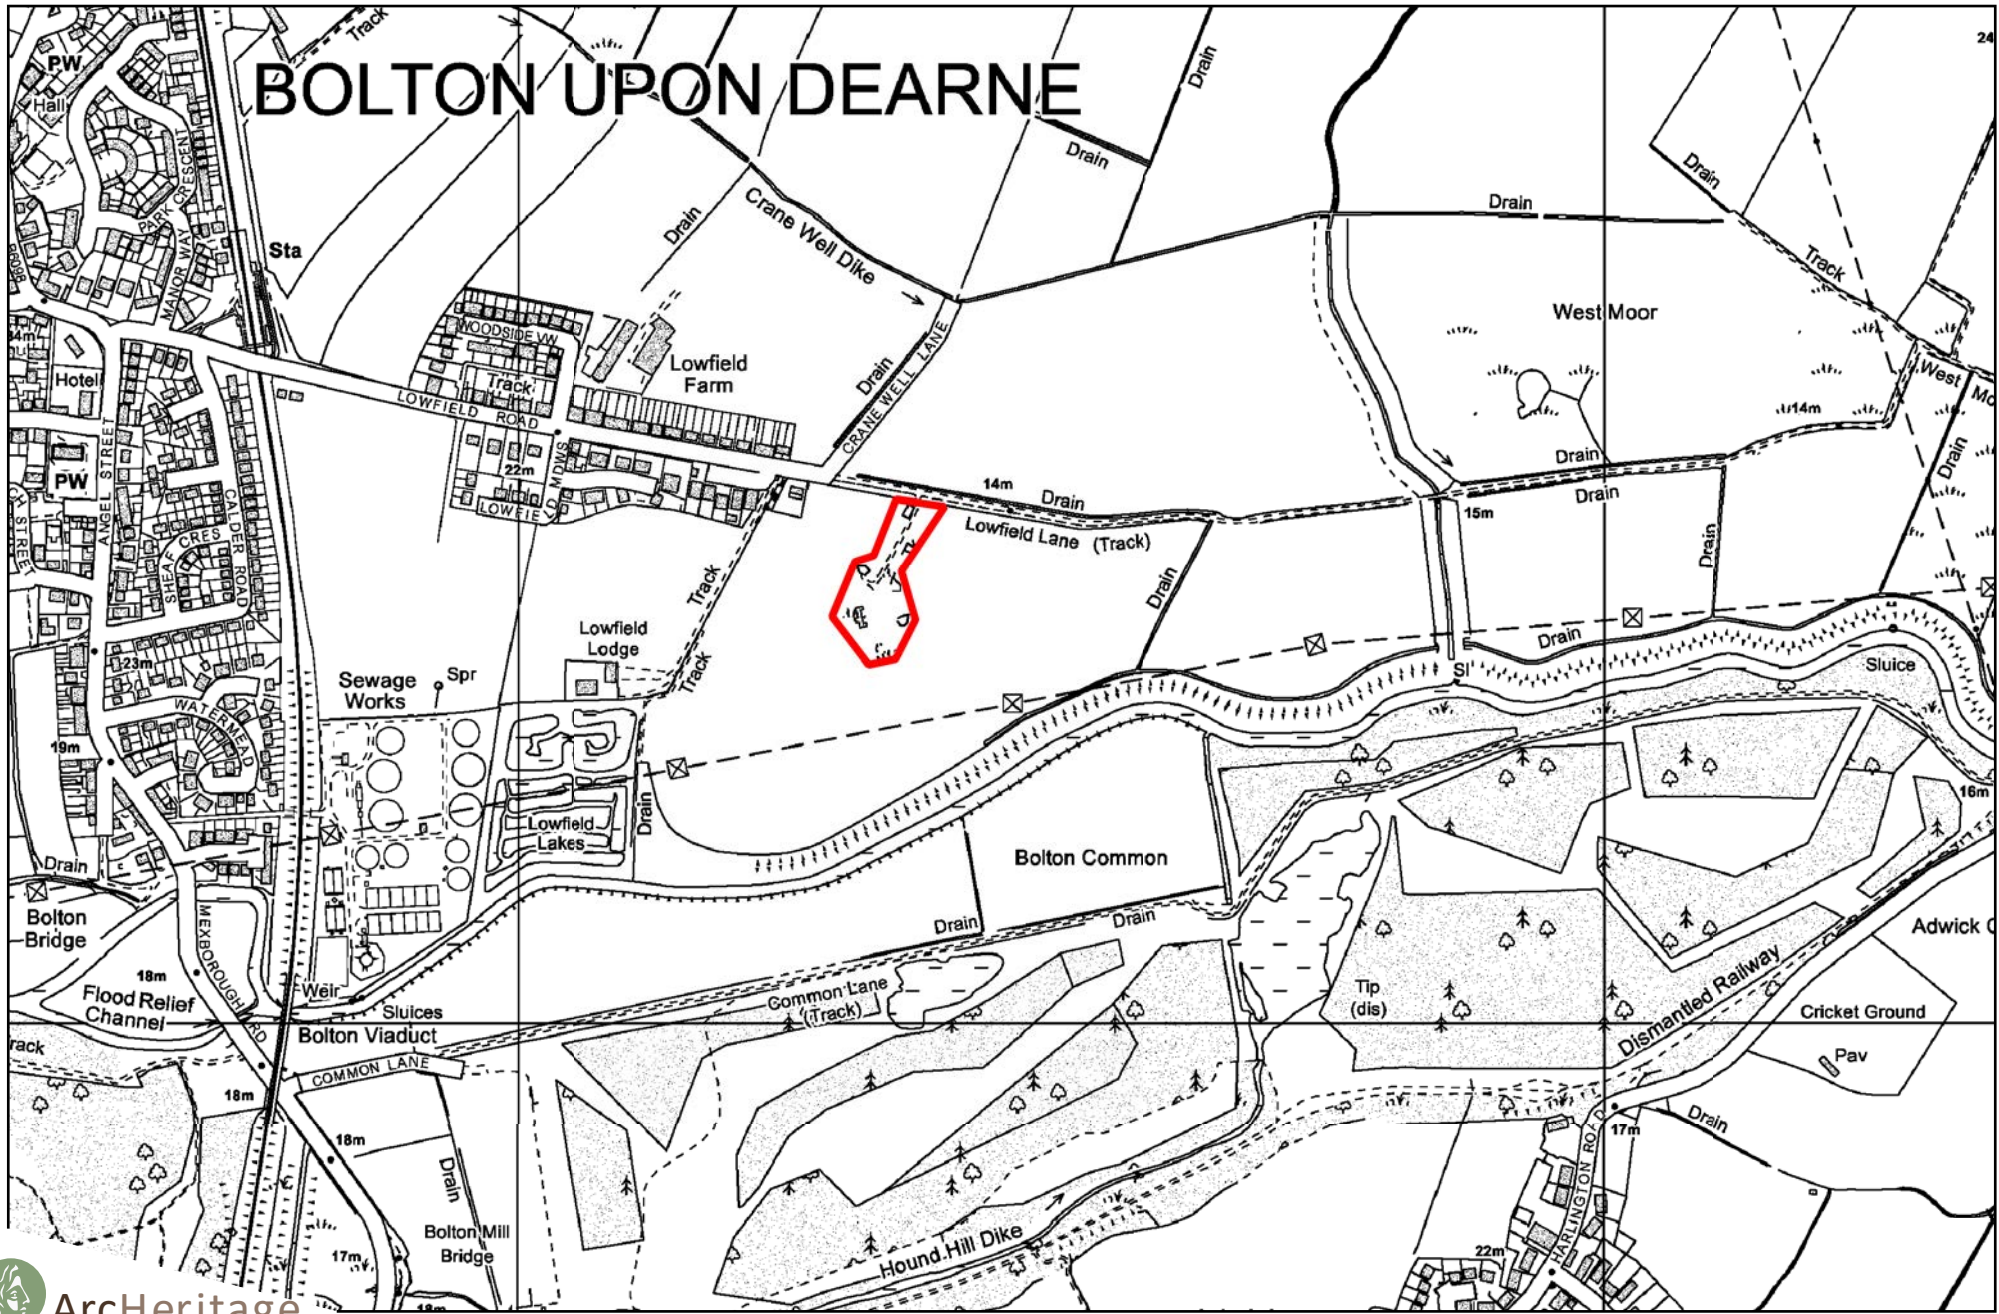 Track
PW
Hall
BOLTON UPON DEARNE
Drain
24
Drain
Drain
PARK CRESCENT
MANOR WAY
Sta
Drain
Crane Well Dike
Drain
Track
West Moor
WOODSIDE VW
Lowfield
Farm
Drain
CRANE WELL LANE
Hotel
Track
LOWFIELD ROAD
West
14m
22m
PW
ANGEL STREET
LOWFIELD MDWS
14m
Drain
Drain
Drain
Drain
15m
Lowfield Lane (Track)
SHEAF CRES
CALDER ROAD
Track
Drain
Drain
Lowfield
Lodge
Track
Drain
Sluice
Sl
23m
Sewage
Works
Spr
WATERMEAD
19m
Drain
Lowfield
Lakes
16m
Drain
Bolton Common
Bolton
Bridge
Drain
Drain
Adwick
MEXBOROUGH RD
18m
Flood Relief
Channel
Weir
Sluices
Common Lane
(Track)
Tip
(dis)
Dismantled Railway
Cricket Ground
Bolton Viaduct
COMMON LANE
Pav
18m
18m
Drain
17m
Drain
HARLINGTON ROAD
Bolton Mill
Bridge
17m
Hound Hill Dike
22m
18m
ArcHeritage